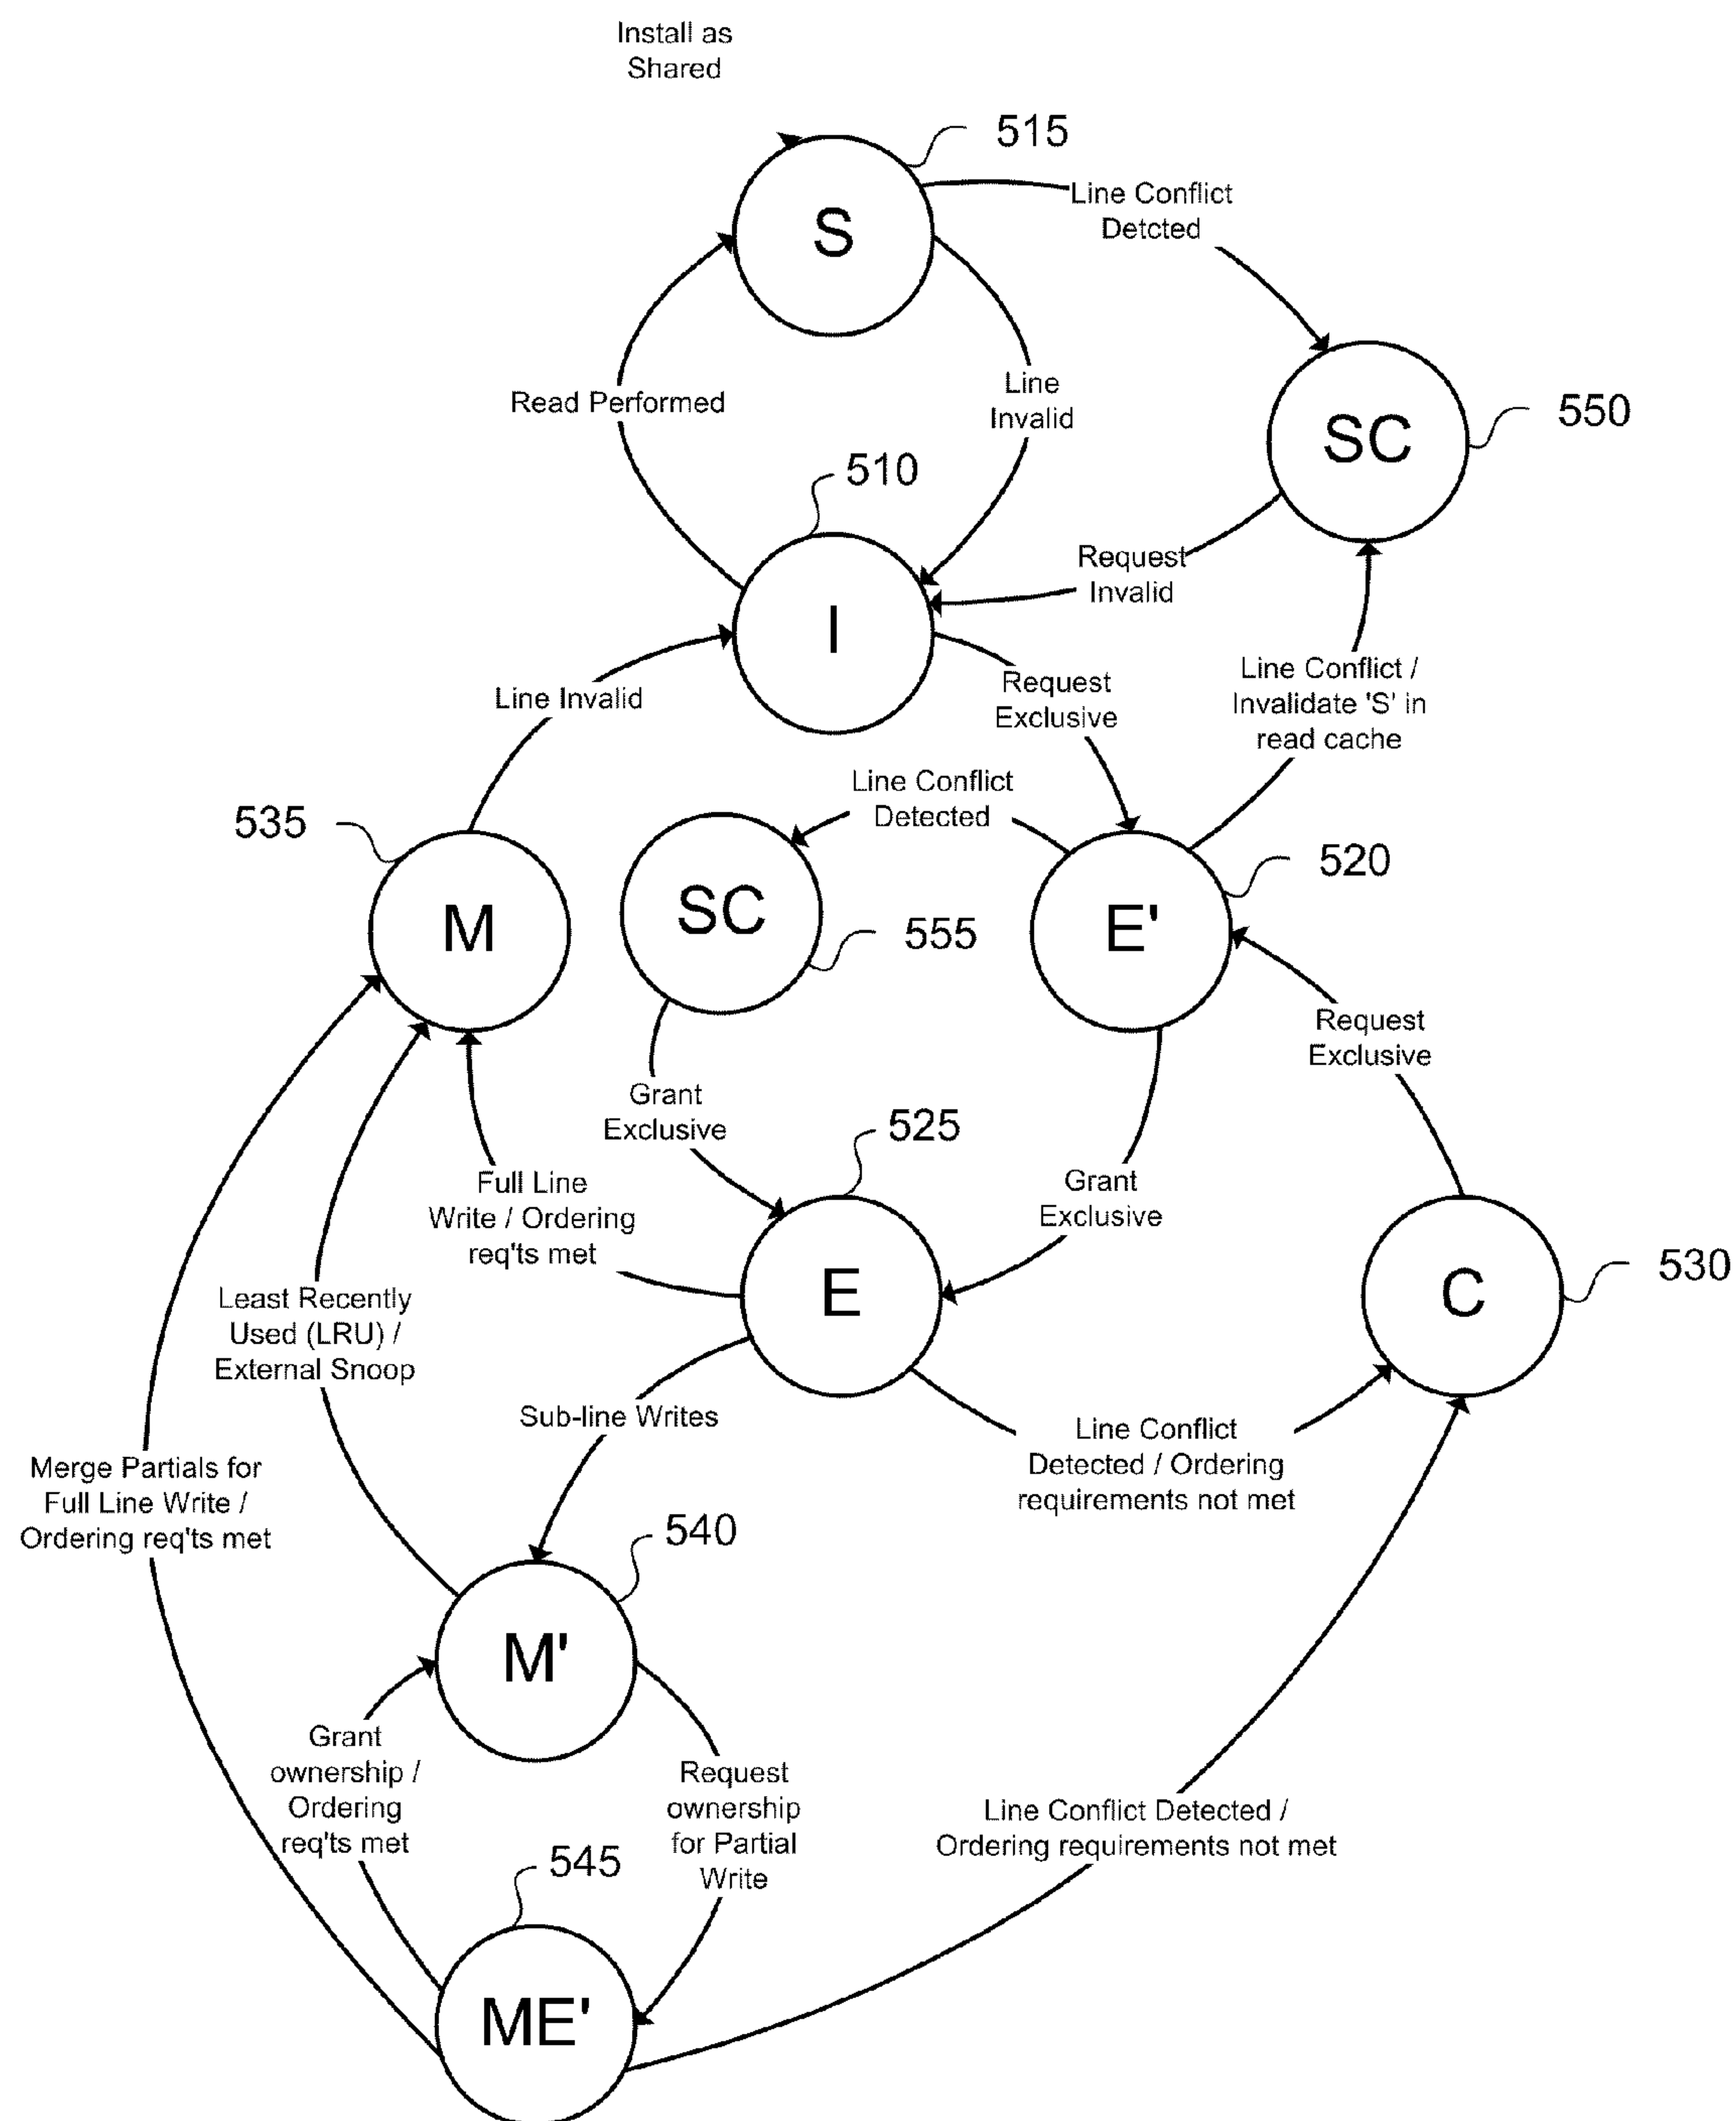 Install as
Shared
515
S
Line Conflict
Detcted
550
SC
Line
Invalid
Read Performed
510
I
Request
Invalid
Line Invalid
Request
Exclusive
Line Conflict /
Invalidate 'S' in
read cache
Line Conflict
Detected
535
M
SC
555
520
E'
Request
Exclusive
Grant
Exclusive
525
Full Line
Write / Ordering
req'ts met
Grant
Exclusive
E
530
C
Least Recently
Used (LRU) /
External Snoop
Sub-line Writes
Line Conflict
Detected / Ordering
requirements not met
Merge Partials for
Full Line Write /
Ordering req'ts met
540
M'
Grant
ownership /
Ordering
req'ts met
Request
ownership
for Partial
Write
Line Conflict Detected /
Ordering requirements not met
545
ME'